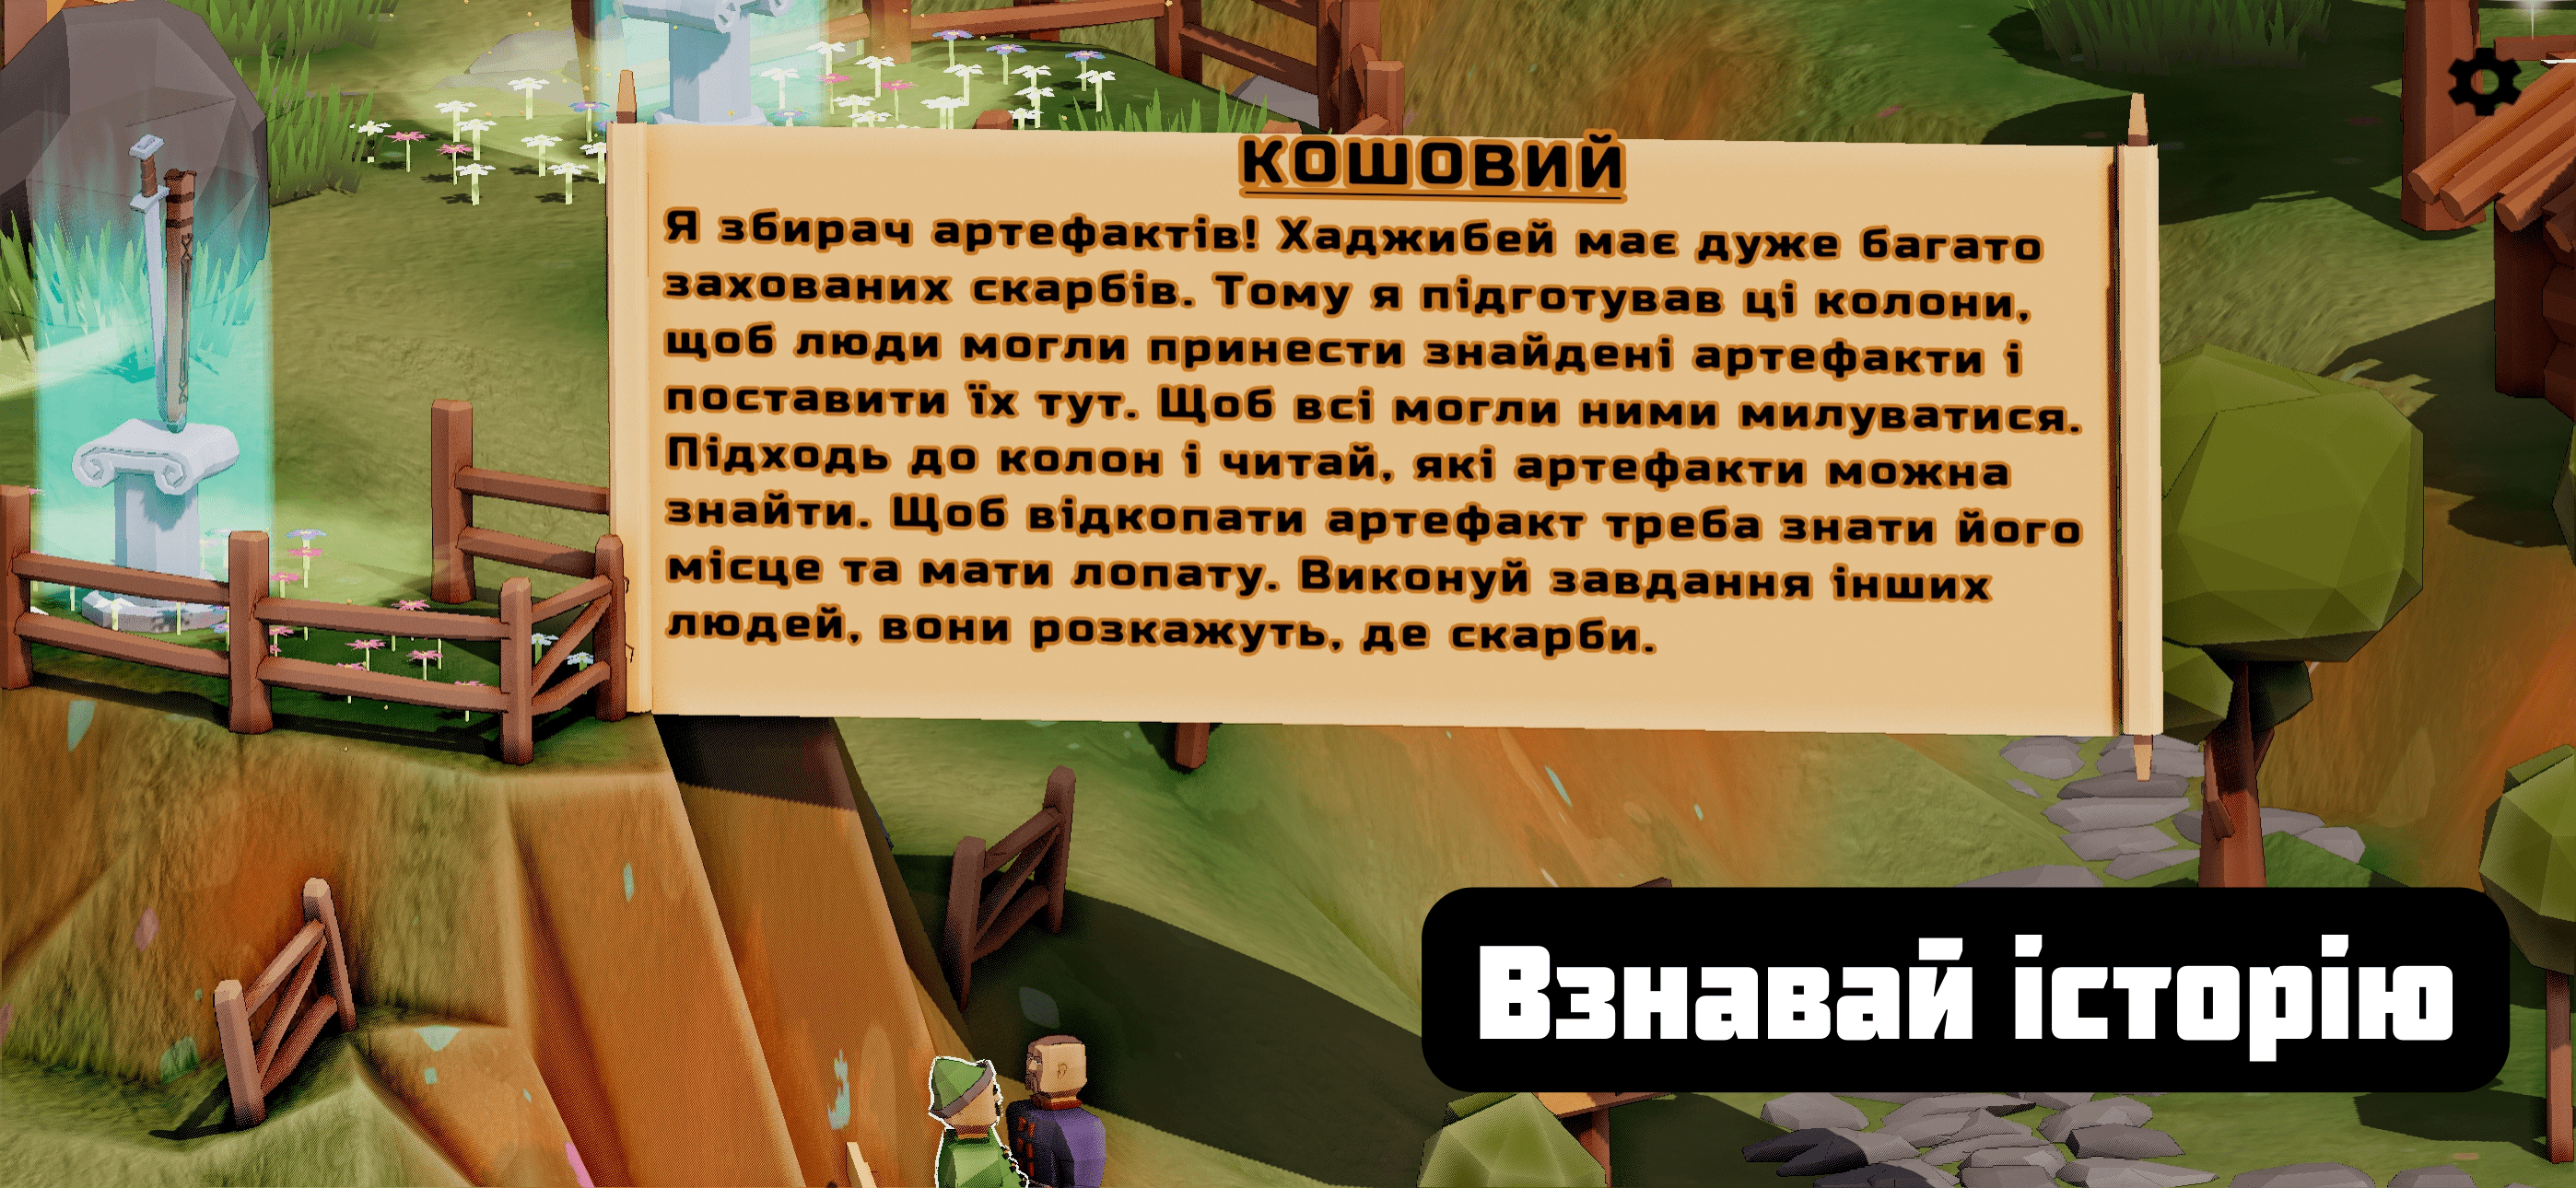 КОШОВИЙ
Я збирач артефактів! Хаджибей має дуже багато
захованих скарбів. Тому я підготував ці колони,
щоб люди могли принести знайдені артефакти і
поставити їх тут. Щоб всі могли ними милуватися.
Підходь до колон і читай, які артефакти можна
знайти. Щоб відкопати артефакт треба знати його
місце та мати лопату. Виконуй завдання інших
людей, вони розкажуть, де скарби.
Взнавай історію